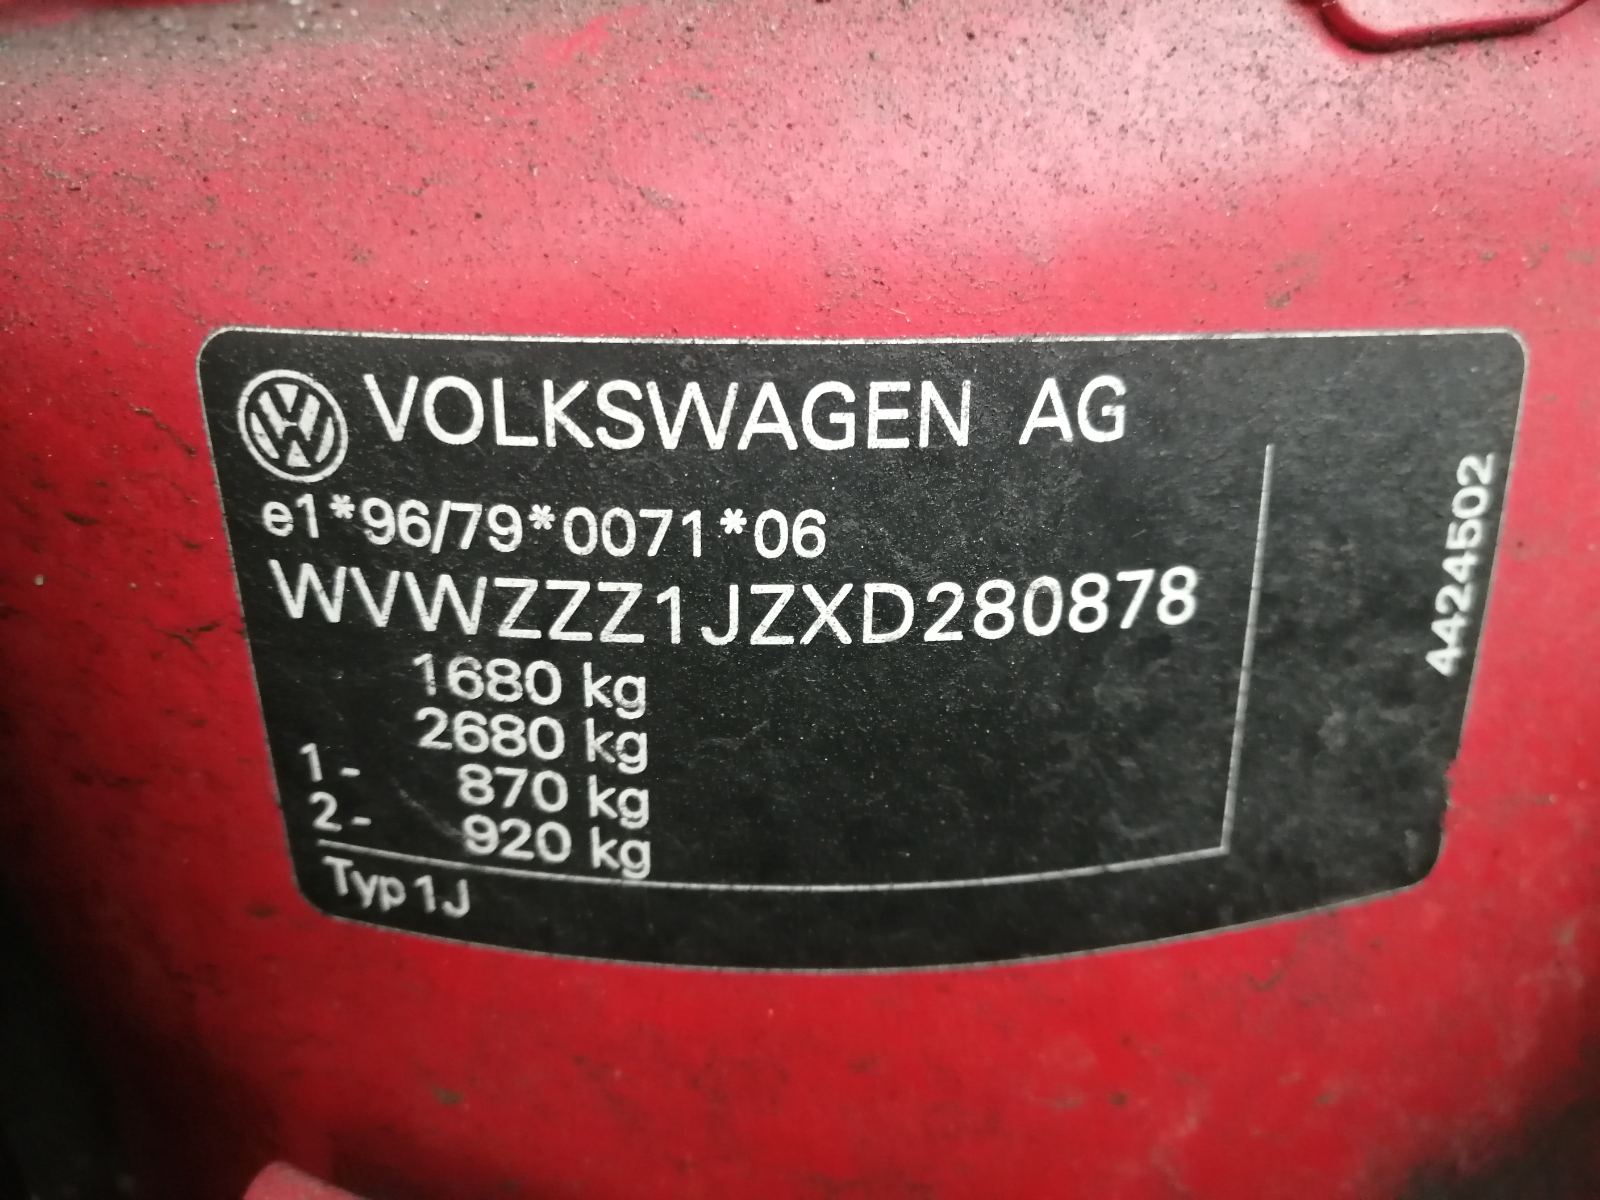 VOLKSWAGEN AG
e1*96/79*0071*06
WVWZZZ1JZXD280878
1680 kg
2680 kg
1- 870 kg
2- 920 kg
Typ 1J
4424502